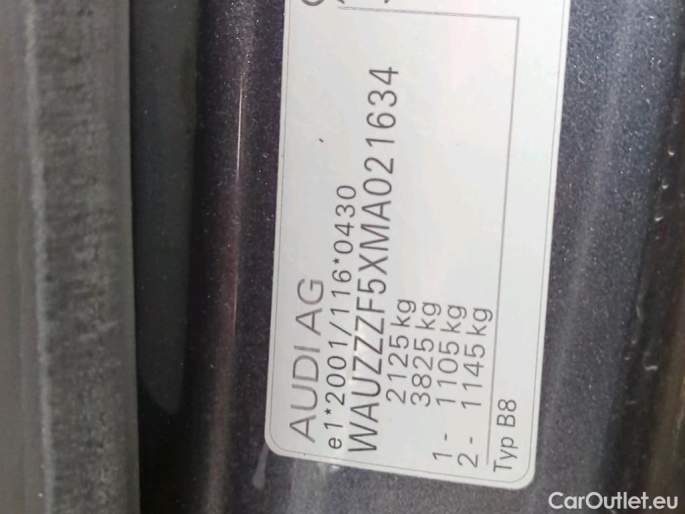 AUDI AG
e1*2001/116*0430
WAUZZZF5XMA021634
2125 kg
3825 kg
1- 1105 kg
2- 1145 kg
Typ B8
CarOutlet.eu